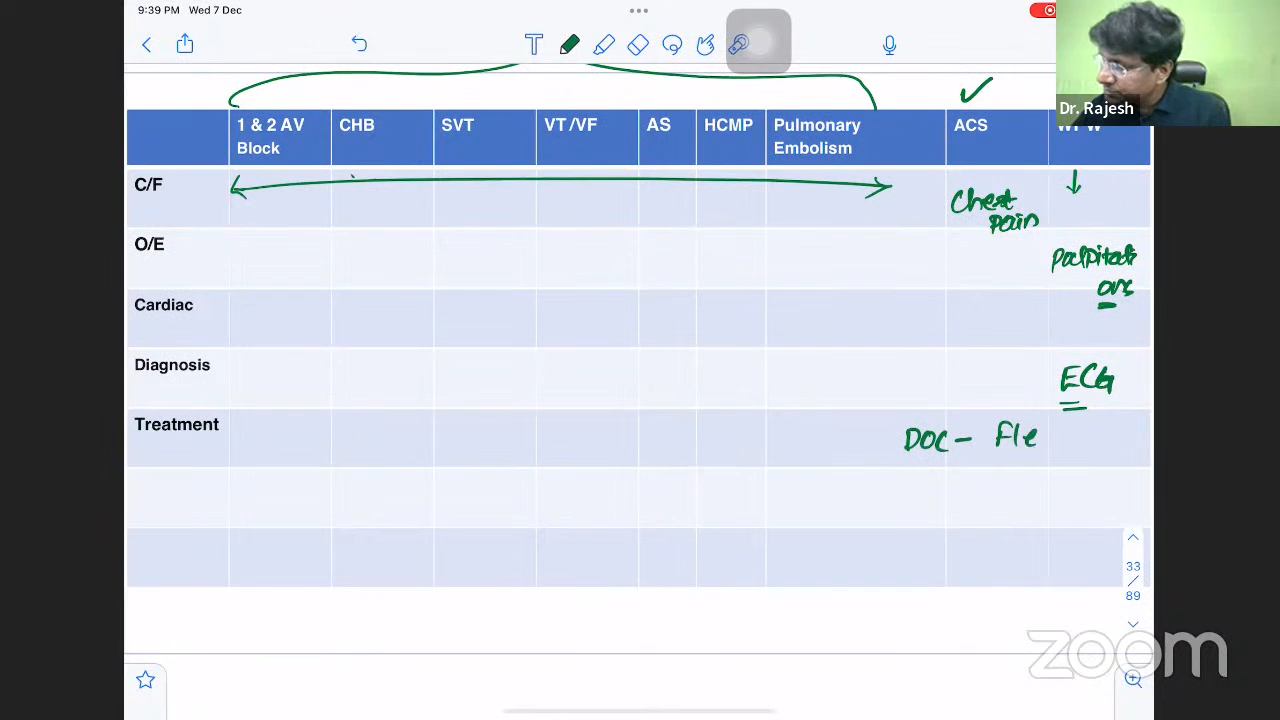 9:39 PM Wed 7 Dec
Dr. Rajesh
1 & 2 AV Block
CHB
SVT
VT /VF
AS
HCMP
Pulmonary Embolism
ACS
C/F
Chest pain
O/E
palpitati ons
Cardiac
Diagnosis
ECG
Treatment
DOC - Fle
33
/
89
zoom